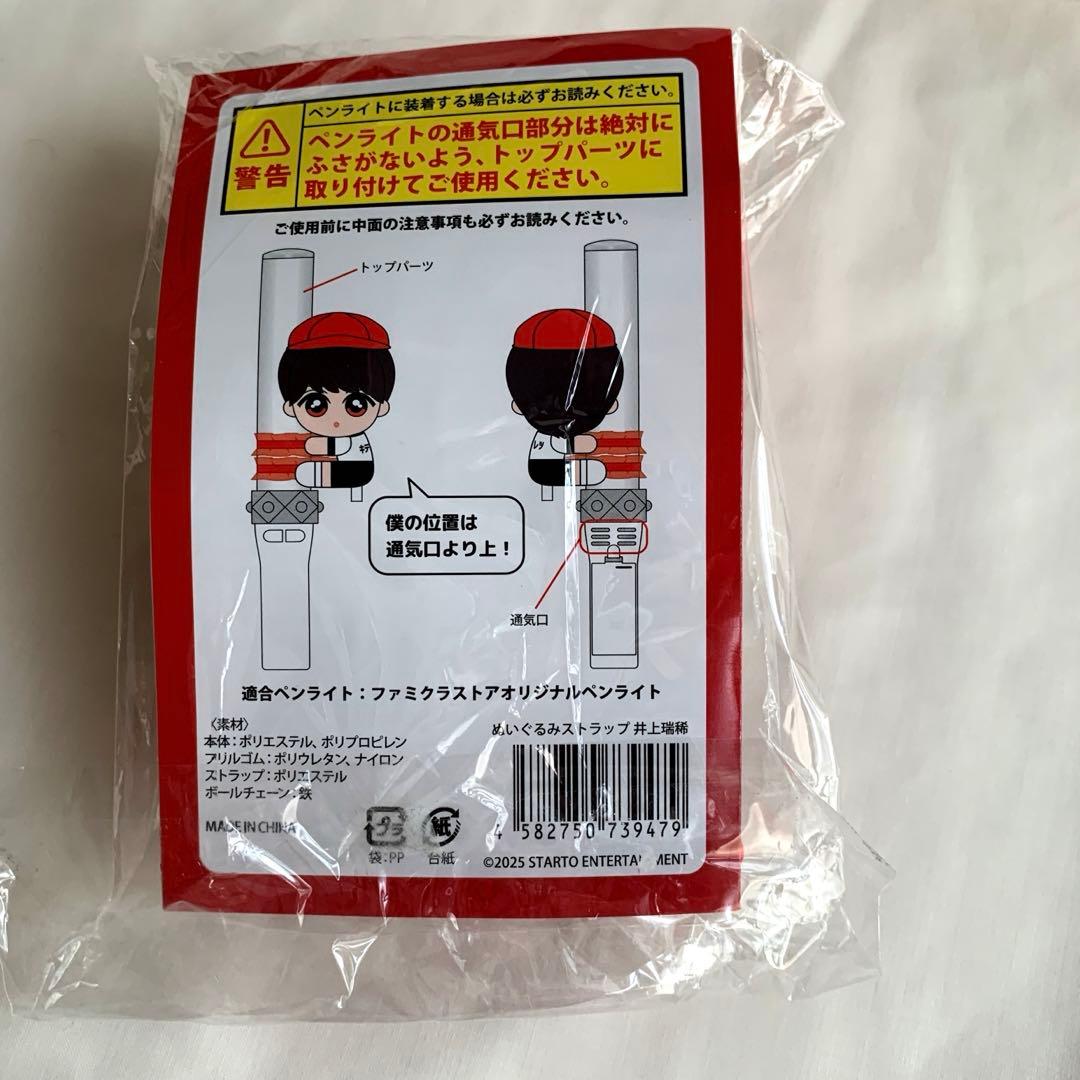 ペンライトに装着する場合は必ずお読みください。
警告
ペンライトの通気口部分は絶対に
ふさがないよう、トップパーツに
取り付けてご使用ください。
ご使用前に中面の注意事項も必ずお読みください。
トップパーツ
キテ
レツ
僕の位置は
通気口より上！
通気口
適合ペンライト：ファミクラストアオリジナルペンライト
〈素材〉
本体：ポリエステル、ポリプロピレン
フリルゴム：ポリウレタン、ナイロン
ストラップ：ポリエステル
ボールチェーン：鉄
MADE IN CHINA
プラ
袋：PP
紙
台紙
ぬいぐるみストラップ 井上瑞稀
4 582750 739479
©2025 STARTO ENTERTAINMENT